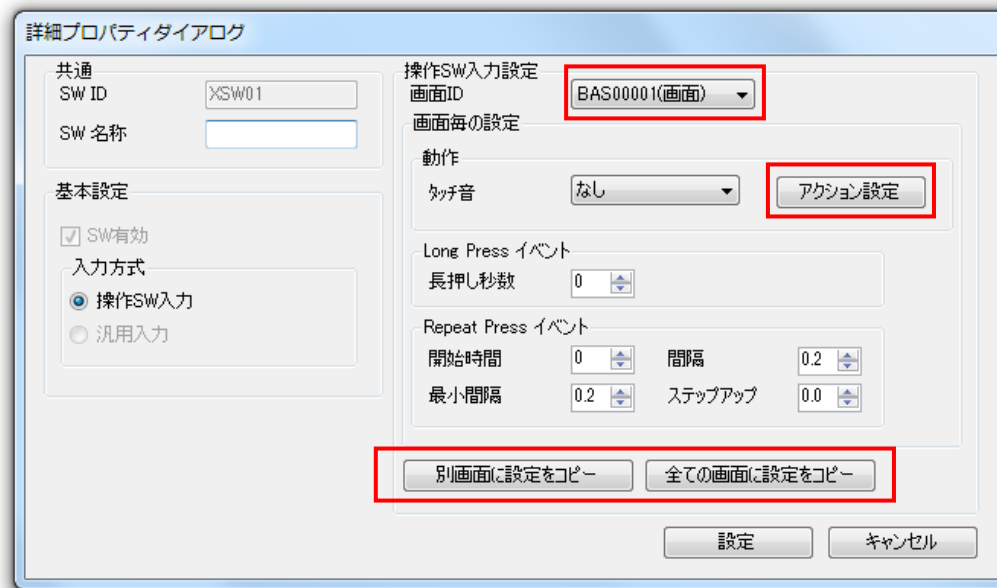 詳細プロパティダイアログ
共通
SW ID XSW01
SW 名称
基本設定
SW有効
入力方式
操作SW入力
汎用入力
操作SW入力設定
画面ID BAS00001(画面)
画面毎の設定
動作
タッチ音 なし アクション設定
Long Press イベント
長押し秒数 0
Repeat Press イベント
開始時間 0 間隔 0.2
最小間隔 0.2 ステップアップ 0.0
別画面に設定をコピー 全ての画面に設定をコピー
設定 キャンセル